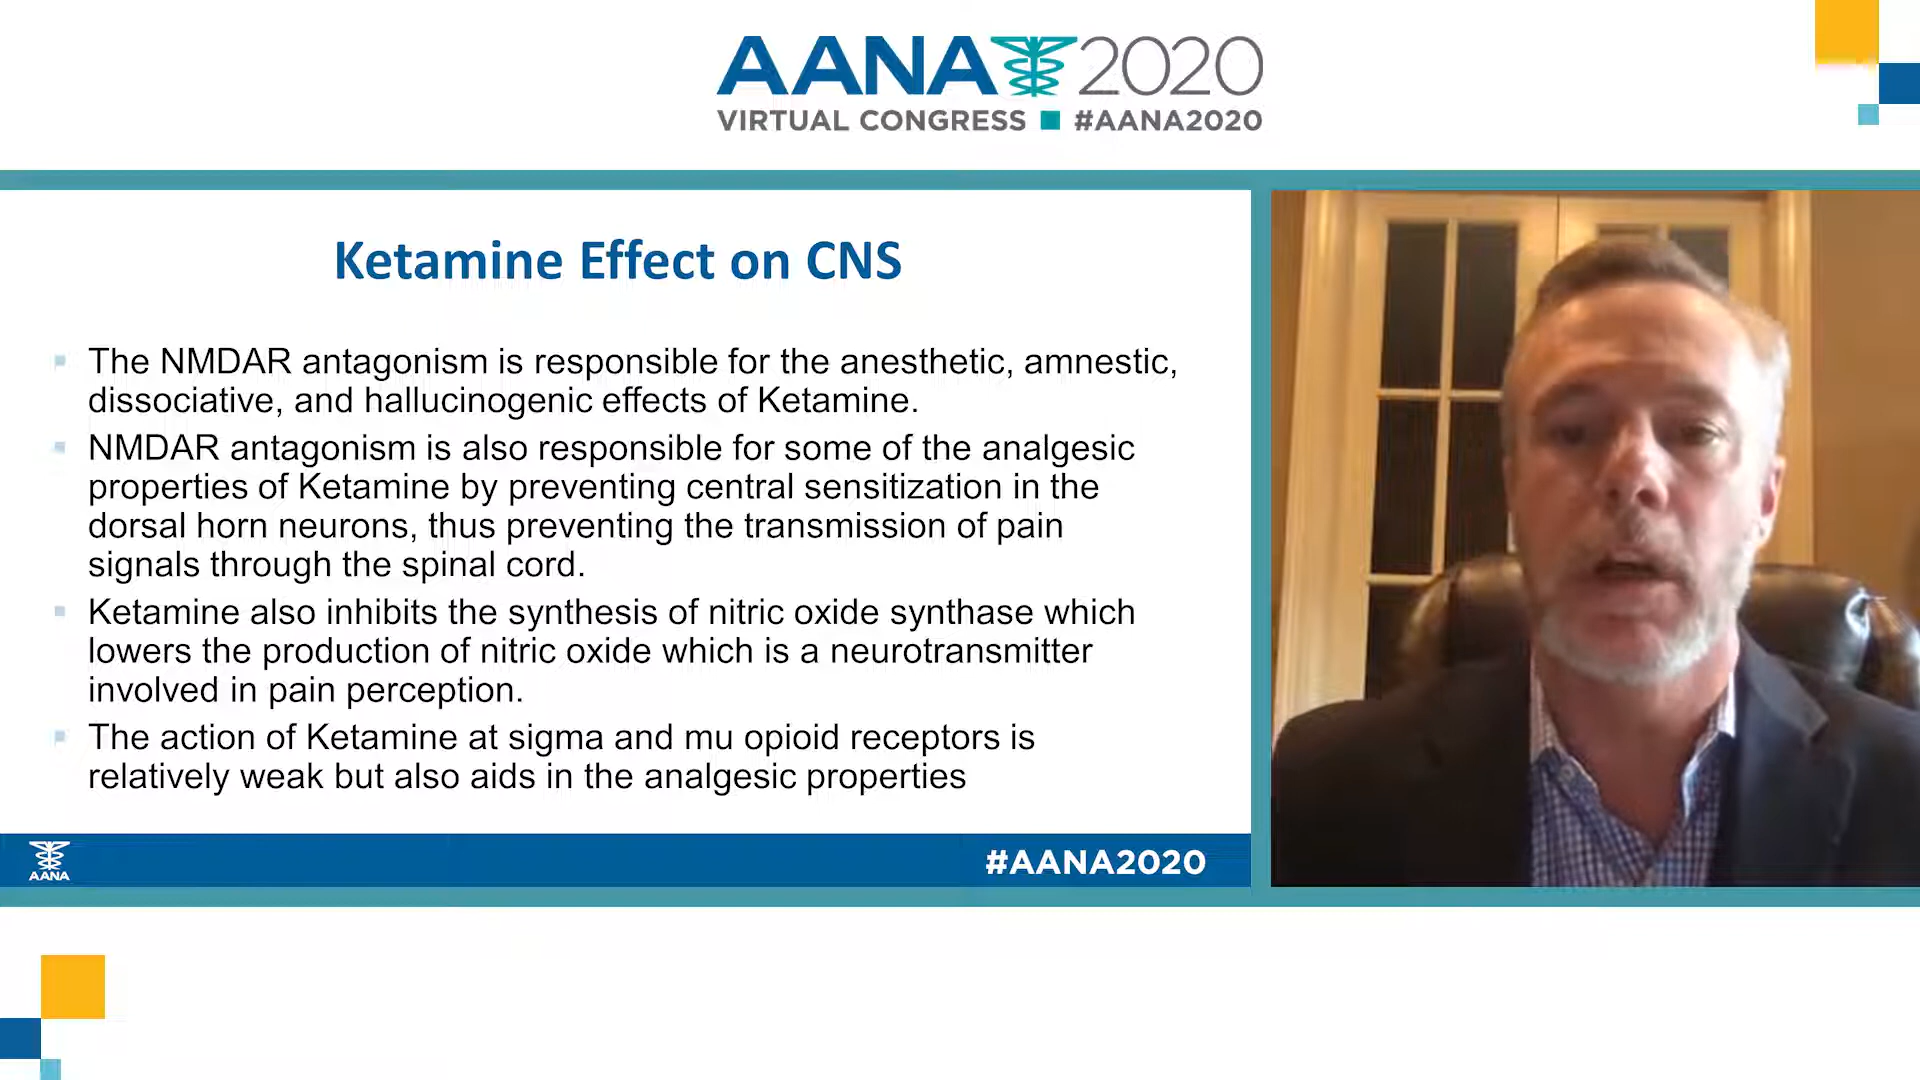 AANA 2020
VIRTUAL CONGRESS #AANA2020
Ketamine Effect on CNS
The NMDAR antagonism is responsible for the anesthetic, amnestic,
dissociative, and hallucinogenic effects of Ketamine.
NMDAR antagonism is also responsible for some of the analgesic
properties of Ketamine by preventing central sensitization in the
dorsal horn neurons, thus preventing the transmission of pain
signals through the spinal cord.
Ketamine also inhibits the synthesis of nitric oxide synthase which
lowers the production of nitric oxide which is a neurotransmitter
involved in pain perception.
The action of Ketamine at sigma and mu opioid receptors is
relatively weak but also aids in the analgesic properties
AANA
#AANA2020